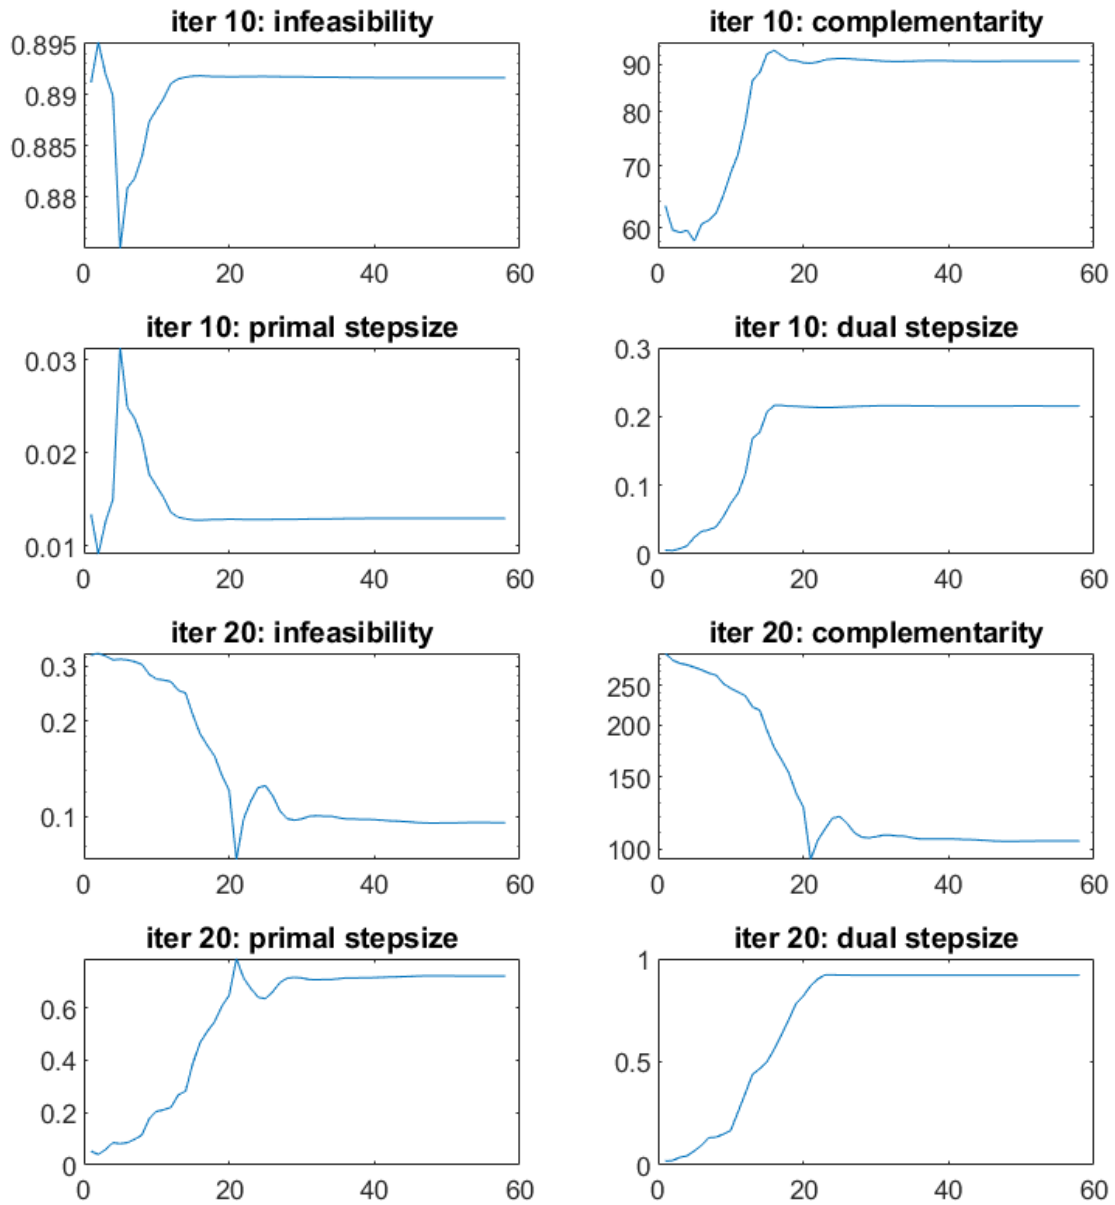 iter 10: infeasibility
0.895
0.89
0.885
0.88
0 20 40 60
iter 10: complementarity
90
80
70
60
0 20 40 60
iter 10: primal stepsize
0.03
0.02
0.01
0 20 40 60
iter 10: dual stepsize
0.3
0.2
0.1
0
0 20 40 60
iter 20: infeasibility
0.3
0.2
0.1
0 20 40 60
iter 20: complementarity
250
200
150
100
0 20 40 60
iter 20: primal stepsize
0.6
0.4
0.2
0
0 20 40 60
iter 20: dual stepsize
1
0.5
0
0 20 40 60